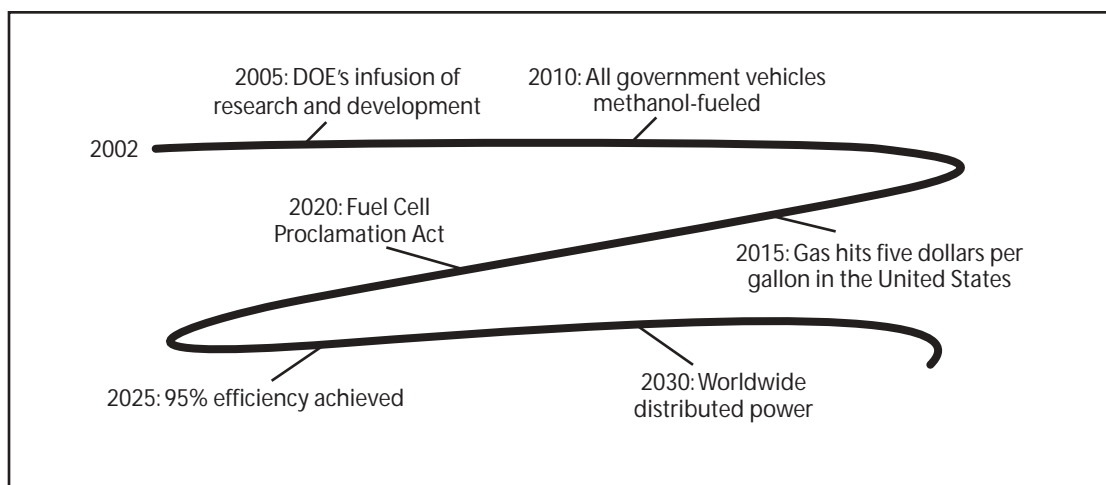 2005: DOE's infusion of
research and development
2010: All government vehicles
methanol-fueled
2002
2020: Fuel Cell
Proclamation Act
2015: Gas hits five dollars per
gallon in the United States
2025: 95% efficiency achieved
2030: Worldwide
distributed power